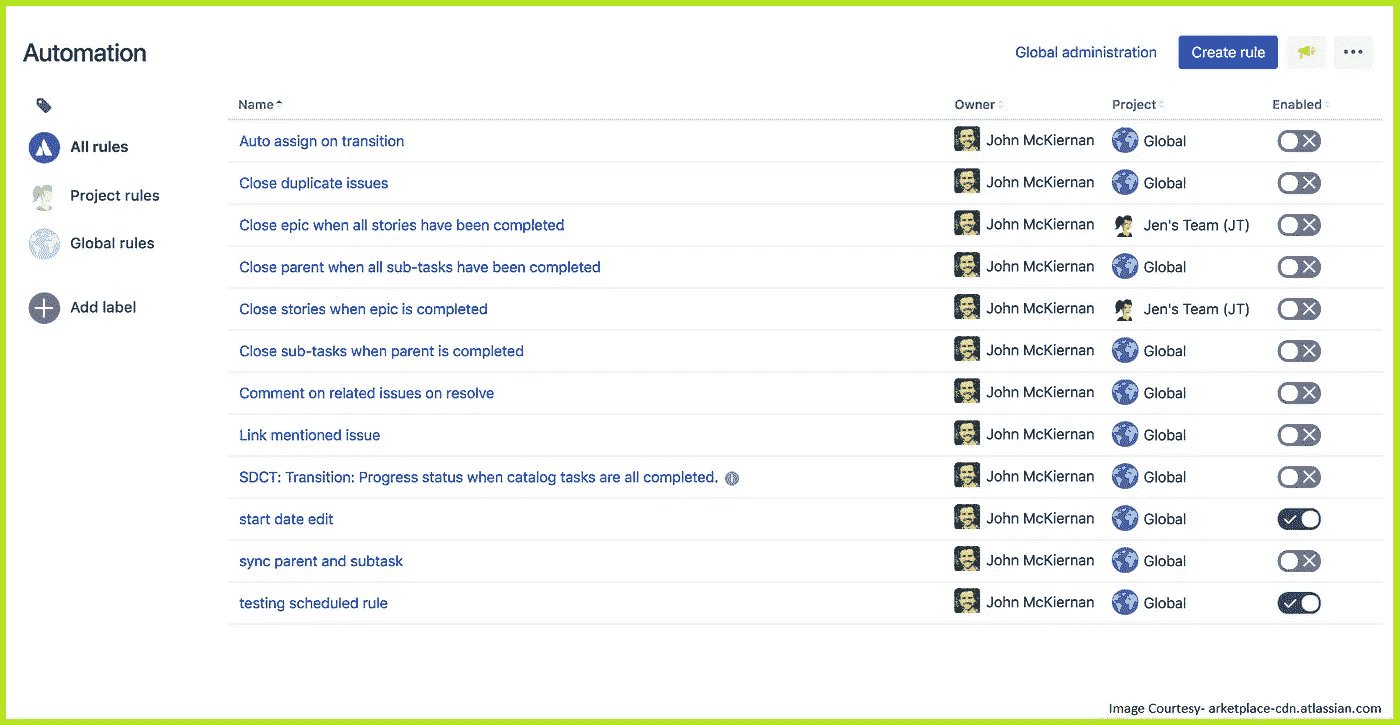 Automation
Global administration Create rule
Name Owner Project Enabled
All rules
Project rules
Global rules
Add label
Auto assign on transition John McKiernan Global
Close duplicate issues John McKiernan Global
Close epic when all stories have been completed John McKiernan Jen's Team (JT)
Close parent when all sub-tasks have been completed John McKiernan Global
Close stories when epic is completed John McKiernan Jen's Team (JT)
Close sub-tasks when parent is completed John McKiernan Global
Comment on related issues on resolve John McKiernan Global
Link mentioned issue John McKiernan Global
SDCT: Transition: Progress status when catalog tasks are all completed. John McKiernan Global
start date edit John McKiernan Global
sync parent and subtask John McKiernan Global
testing scheduled rule John McKiernan Global
Image Courtesy- arketplace-cdn.atlassian.com